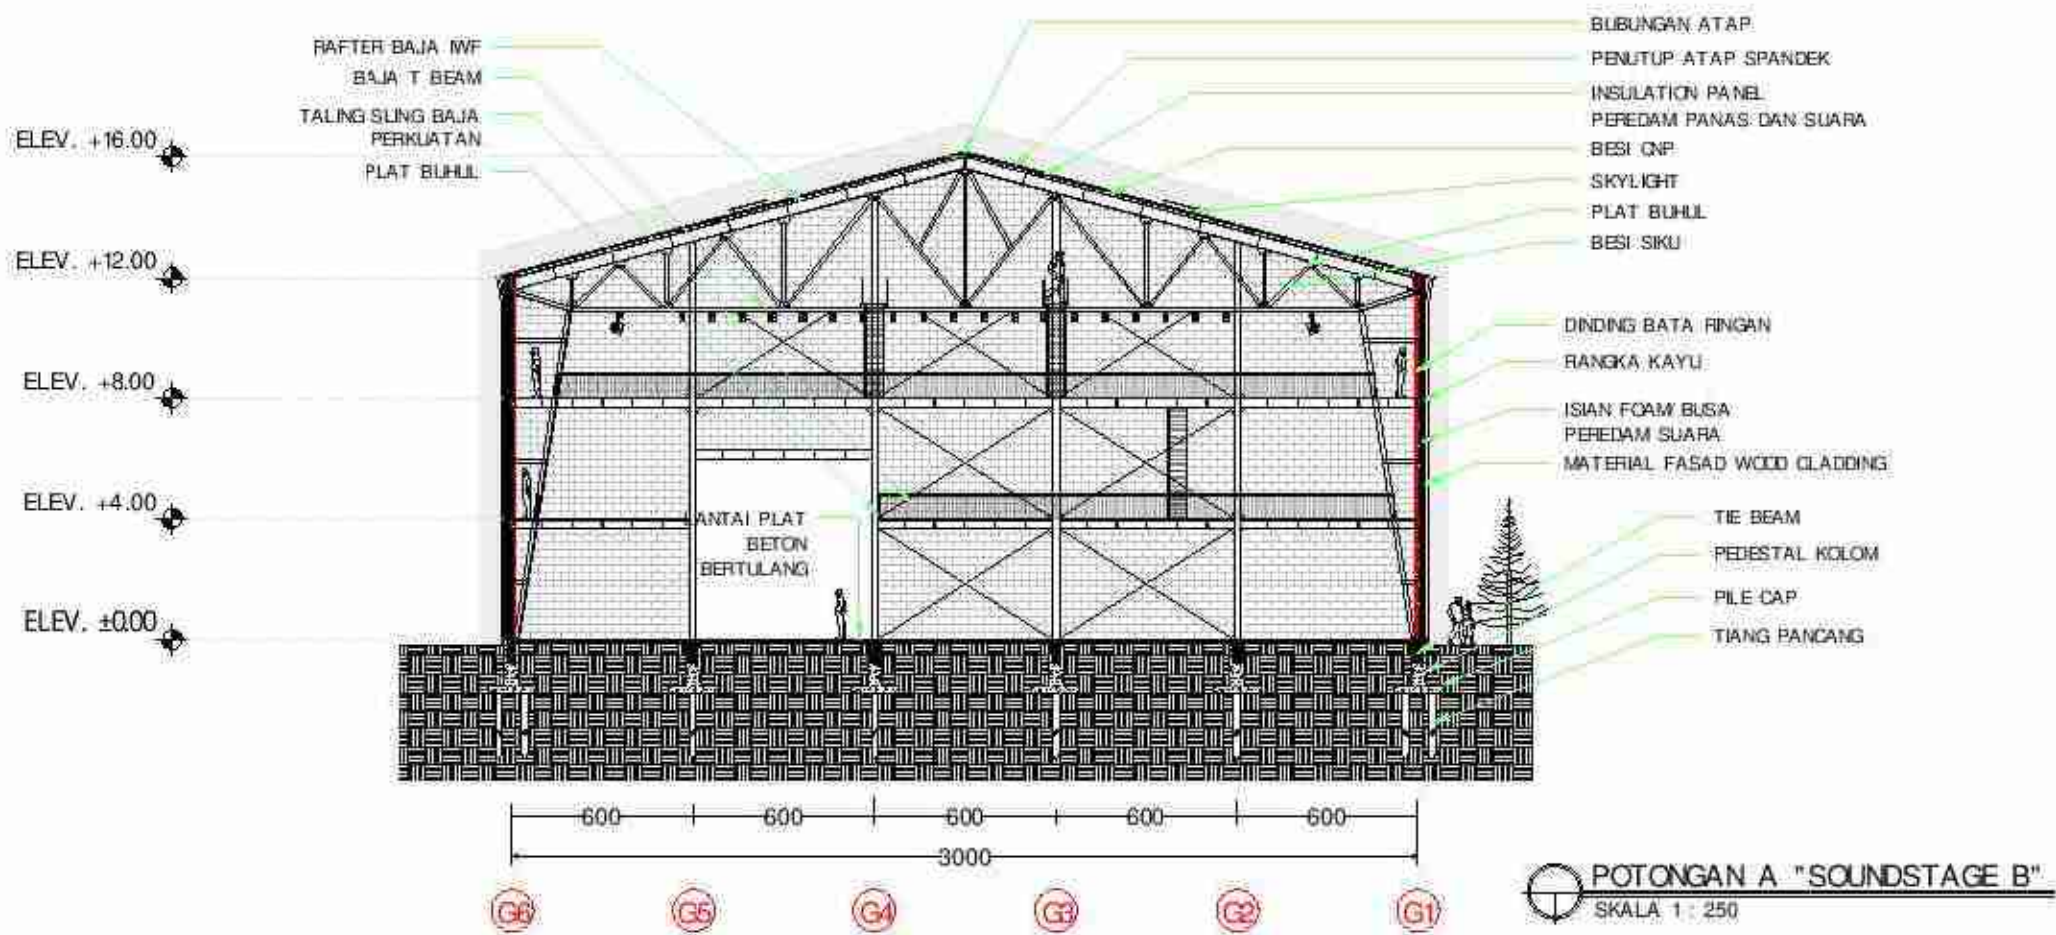 RAFTER BAJA IWF
BAJA T BEAM
TALING SLING BAJA
PERKUATAN
PLAT BUHUL
ELEV. +16.00
ELEV. +12.00
ELEV. +8.00
ELEV. +4.00
ELEV. ±0.00
BUBUNGAN ATAP
PENUTUP ATAP SPANDEK
INSULATION PANEL
PEREDAM PANAS DAN SUARA
BESI CNP
SKYLIGHT
PLAT BUHUL
BESI SIKU
DINDING BATA RINGAN
RANGKA KAYU
ISIAN FOAM/ BUSA
PEREDAM SUARA
MATERIAL FASAD WOOD CLADDING
LANTAI PLAT
BETON
BERTULANG
TIE BEAM
PEDESTAL KOLOM
PILE CAP
TIANG PANCANG
600 600 600 600 600
3000
G6 G5 G4 G3 G2 G1
POTONGAN A "SOUNDSTAGE B"
SKALA 1 : 250